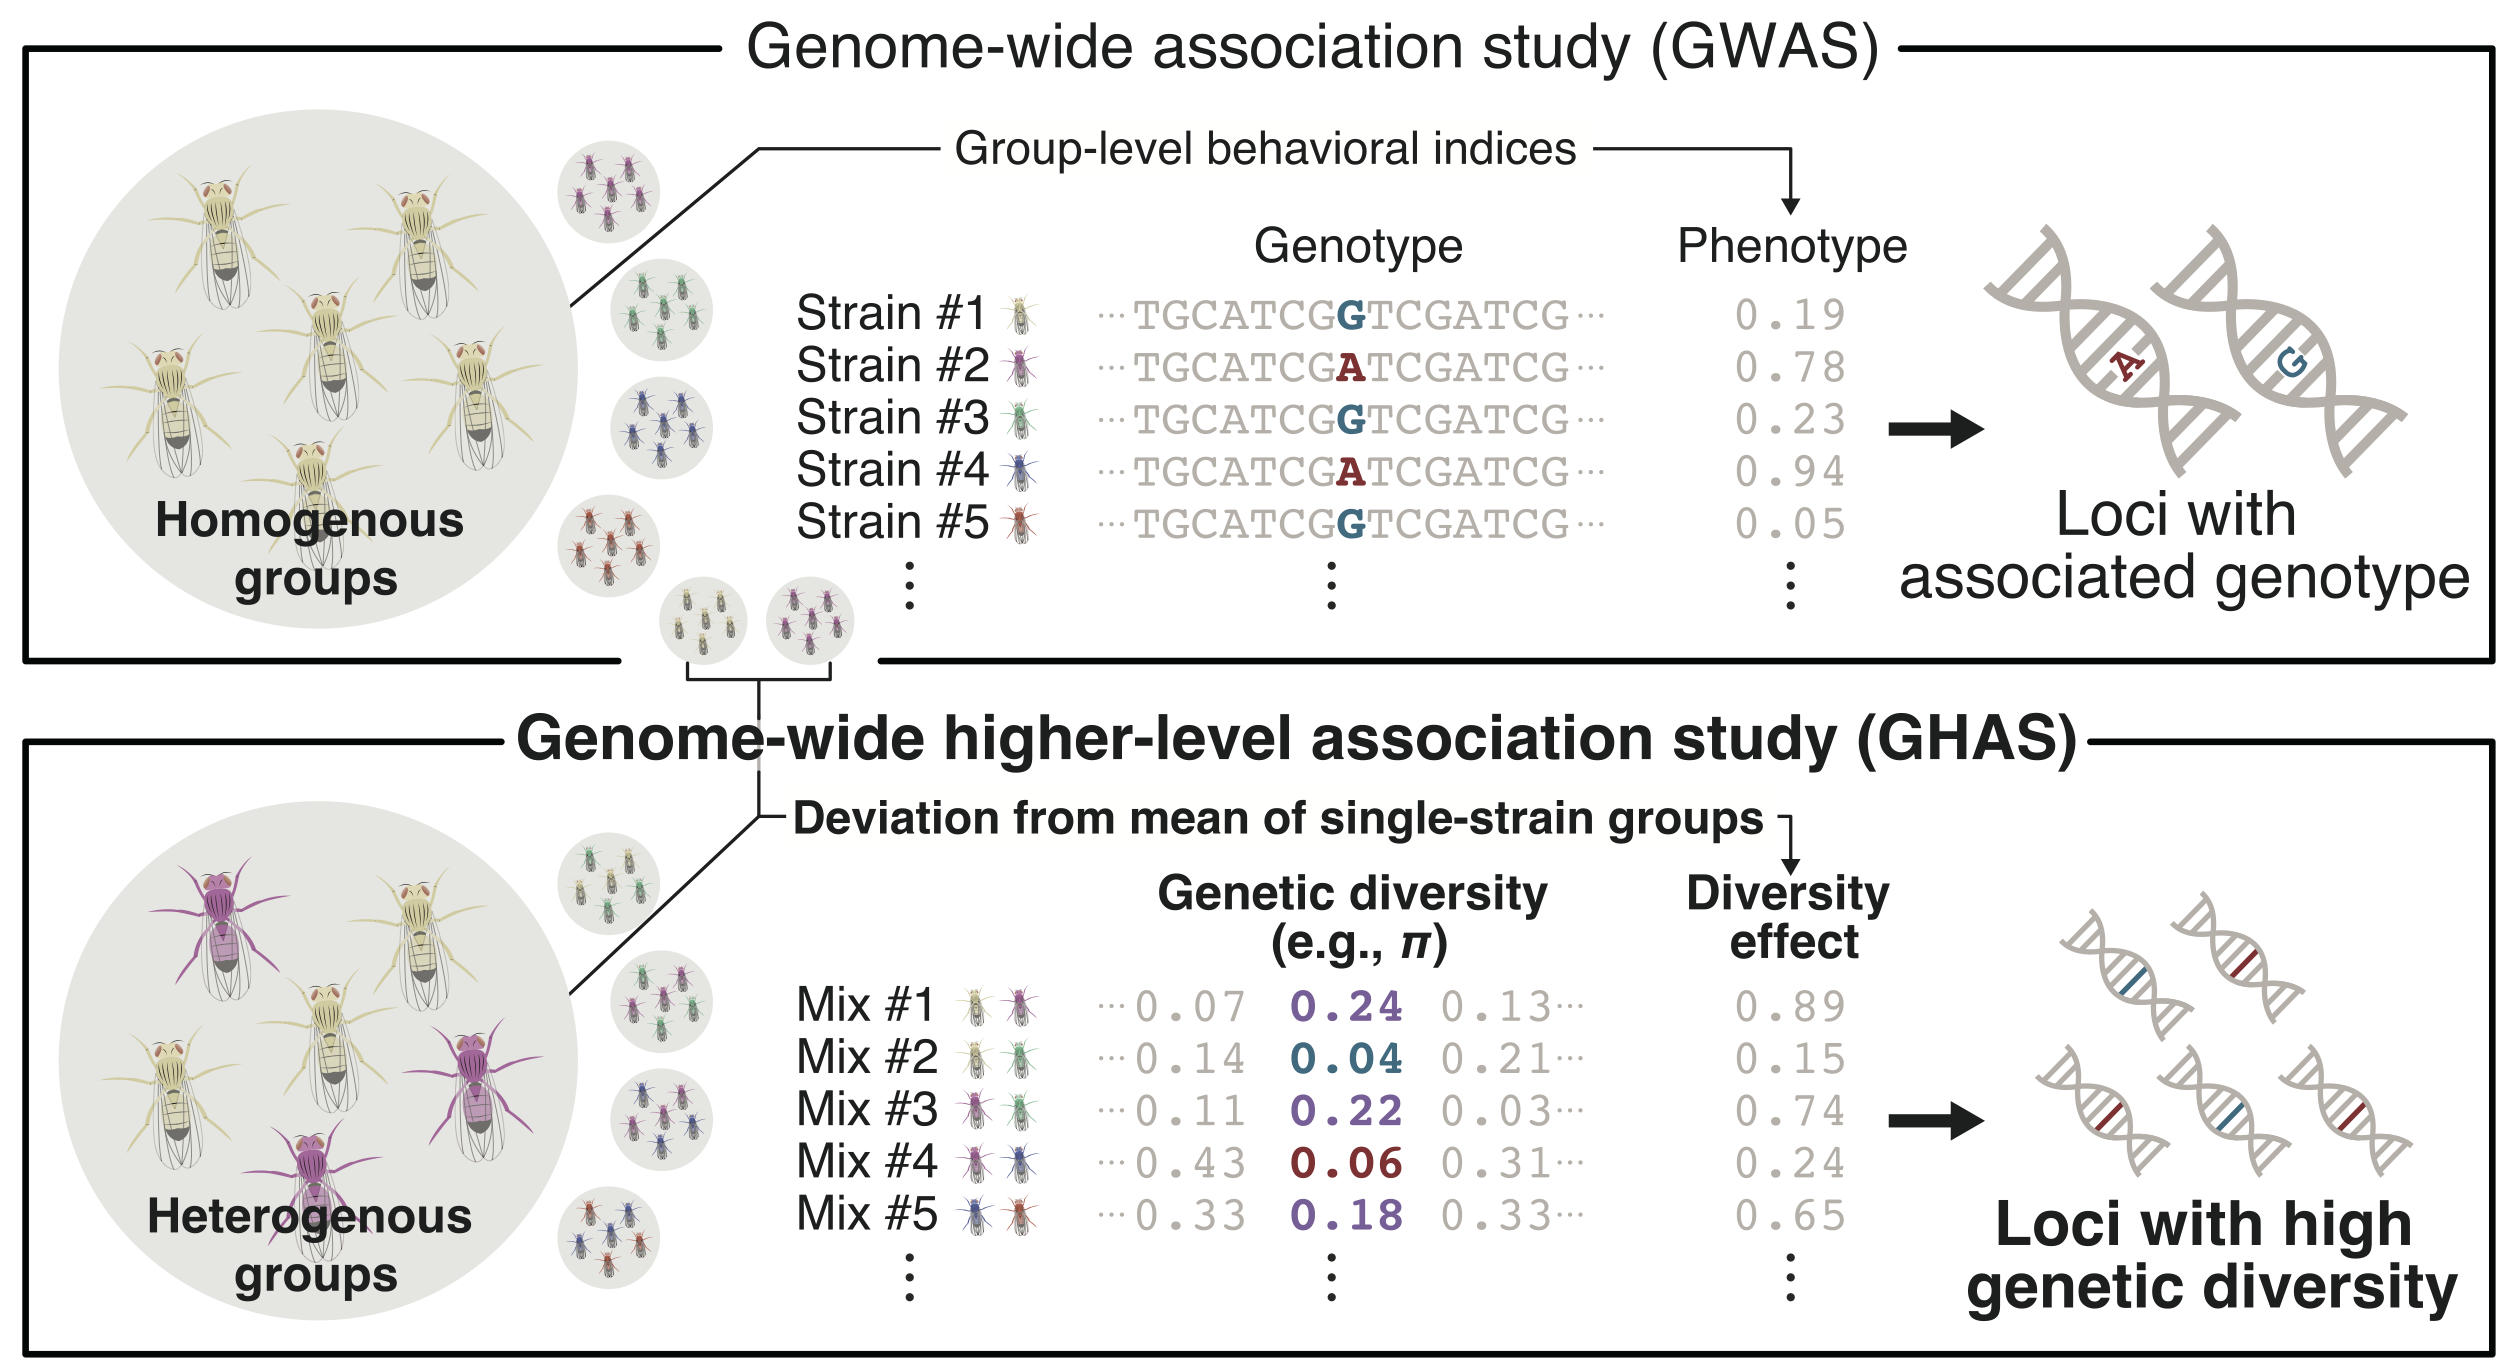 Genome-wide association study (GWAS)
Group-level behavioral indices
Genotype Phenotype
Strain #1 ···TGCATCGGTCGATCG··· 0.19
Strain #2 ···TGCATCGATCGATCG··· 0.78
Strain #3 ···TGCATCGGTCGATCG··· 0.23
Strain #4 ···TGCATCGATCGATCG··· 0.94
Strain #5 ···TGCATCGGTCGATCG··· 0.05
A G
Homogenous
groups
Loci with
associated genotype
Genome-wide higher-level association study (GHAS)
Deviation from mean of single-strain groups
Genetic diversity
(e.g., π)
Diversity
effect
Mix #1 ···0.07 0.24 0.13··· 0.89
Mix #2 ···0.14 0.04 0.21··· 0.15
Mix #3 ···0.11 0.22 0.03··· 0.74
Mix #4 ···0.43 0.06 0.31··· 0.24
Mix #5 ···0.33 0.18 0.33··· 0.65
Heterogenous
groups
Loci with high
genetic diversity